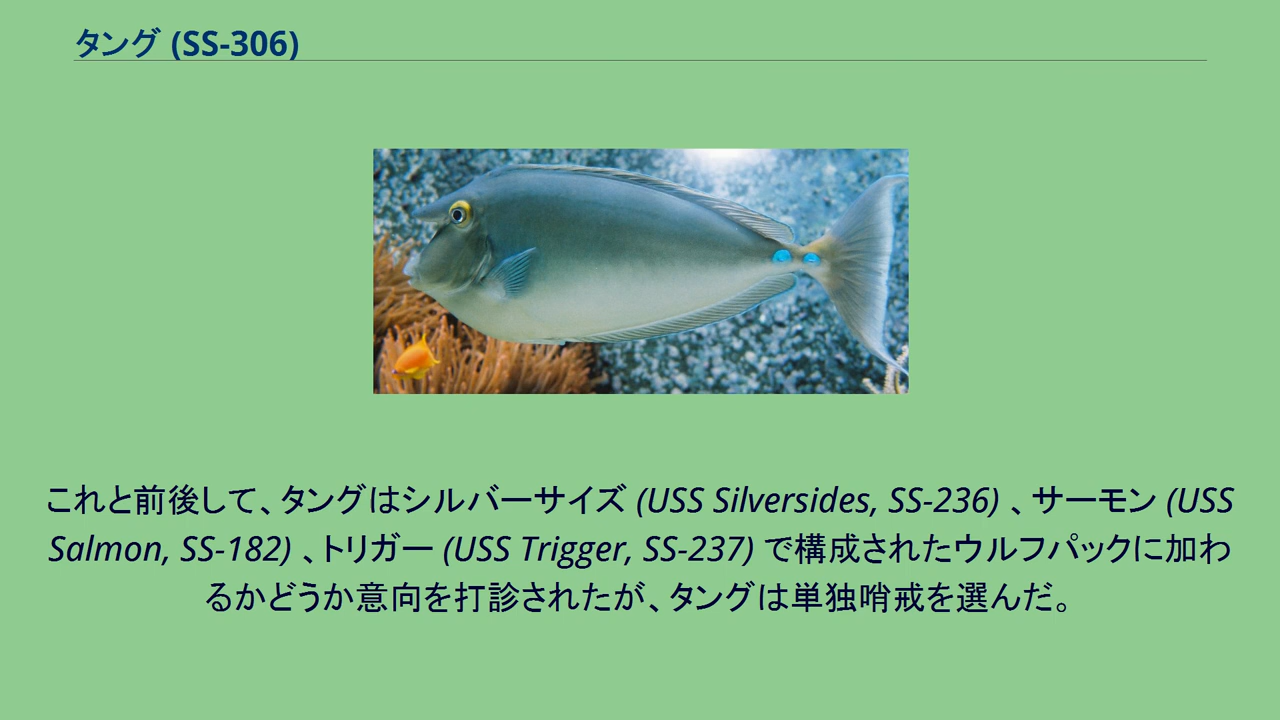 タング (SS-306)
これと前後して、タングはシルバーサイズ (USS Silversides, SS-236) 、サーモン (USS
Salmon, SS-182) 、トリガー (USS Trigger, SS-237) で構成されたウルフパックに加わ
るかどうか意向を打診されたが、タングは単独哨戒を選んだ。